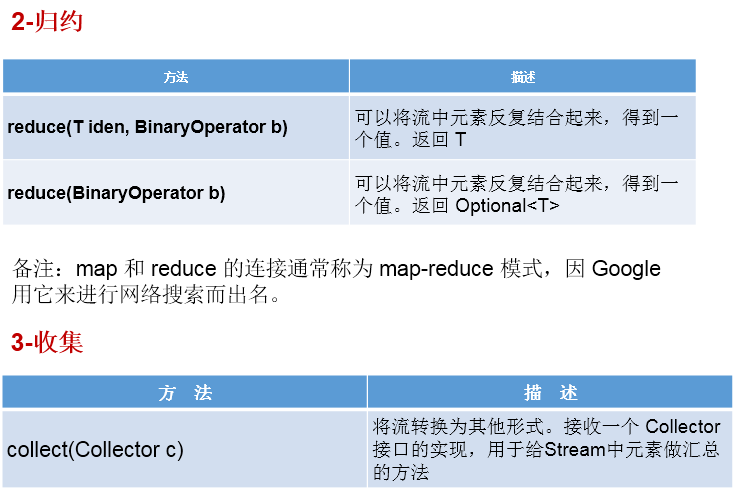 2-归约
方法 描述
reduce(T iden, BinaryOperator b)
可以将流中元素反复结合起来，得到一
个值。返回 T
reduce(BinaryOperator b)
可以将流中元素反复结合起来，得到一
个值。返回 Optional<T>
备注：map 和 reduce 的连接通常称为 map-reduce 模式，因 Google
用它来进行网络搜索而出名。
3-收集
方 法 描 述
collect(Collector c)
将流转换为其他形式。接收一个 Collector
接口的实现，用于给Stream中元素做汇总
的方法